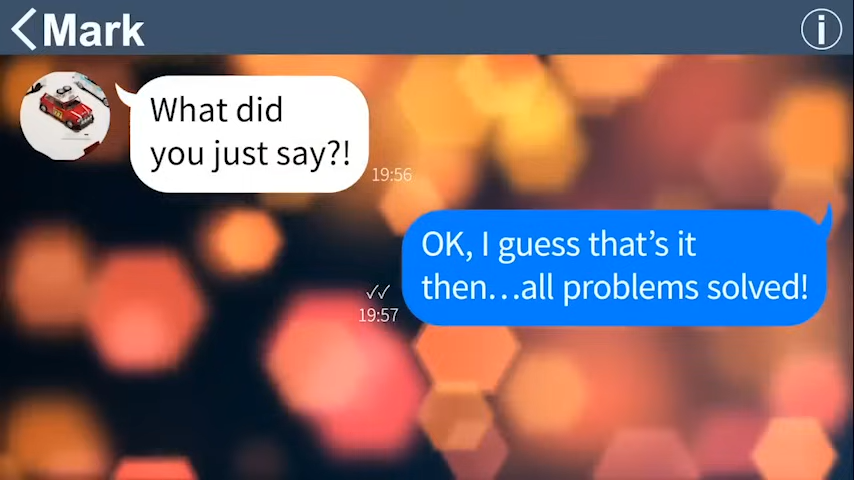 Mark
What did
you just say?!
19:56
OK, I guess that’s it
then…all problems solved!
19:57